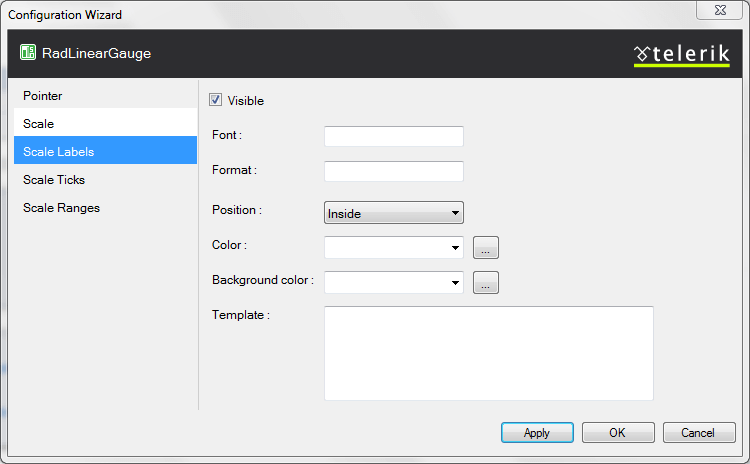 Configuration Wizard
RadLinearGauge
telerik
Pointer
Scale
Scale Labels
Scale Ticks
Scale Ranges
Visible
Font :
Format :
Position :
Inside
Color :
...
Background color :
...
Template :
Apply
OK
Cancel